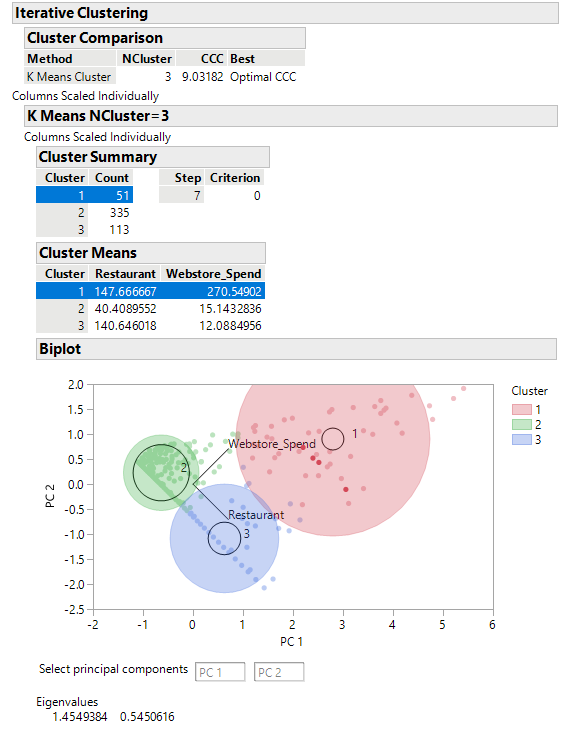 Iterative Clustering
Cluster Comparison
Method NCluster CCC Best
K Means Cluster 3 9.03182 Optimal CCC
Columns Scaled Individually
K Means NCluster=3
Columns Scaled Individually
Cluster Summary
Cluster Count Step Criterion
1 51 7 0
2 335
3 113
Cluster Means
Cluster Restaurant Webstore_Spend
1 147.666667 270.54902
2 40.4089552 15.1432836
3 140.646018 12.0884956
Biplot
2.0
1.5
1.0
0.5
0.0
-0.5
-1.0
-1.5
-2.0
-2.5
PC 2
1
Webstore_Spend
2
Restaurant
3
-2 -1 0 1 2 3 4 5 6
PC 1
Cluster
1
2
3
Select principal components PC 1 PC 2
Eigenvalues
1.4549384 0.5450616